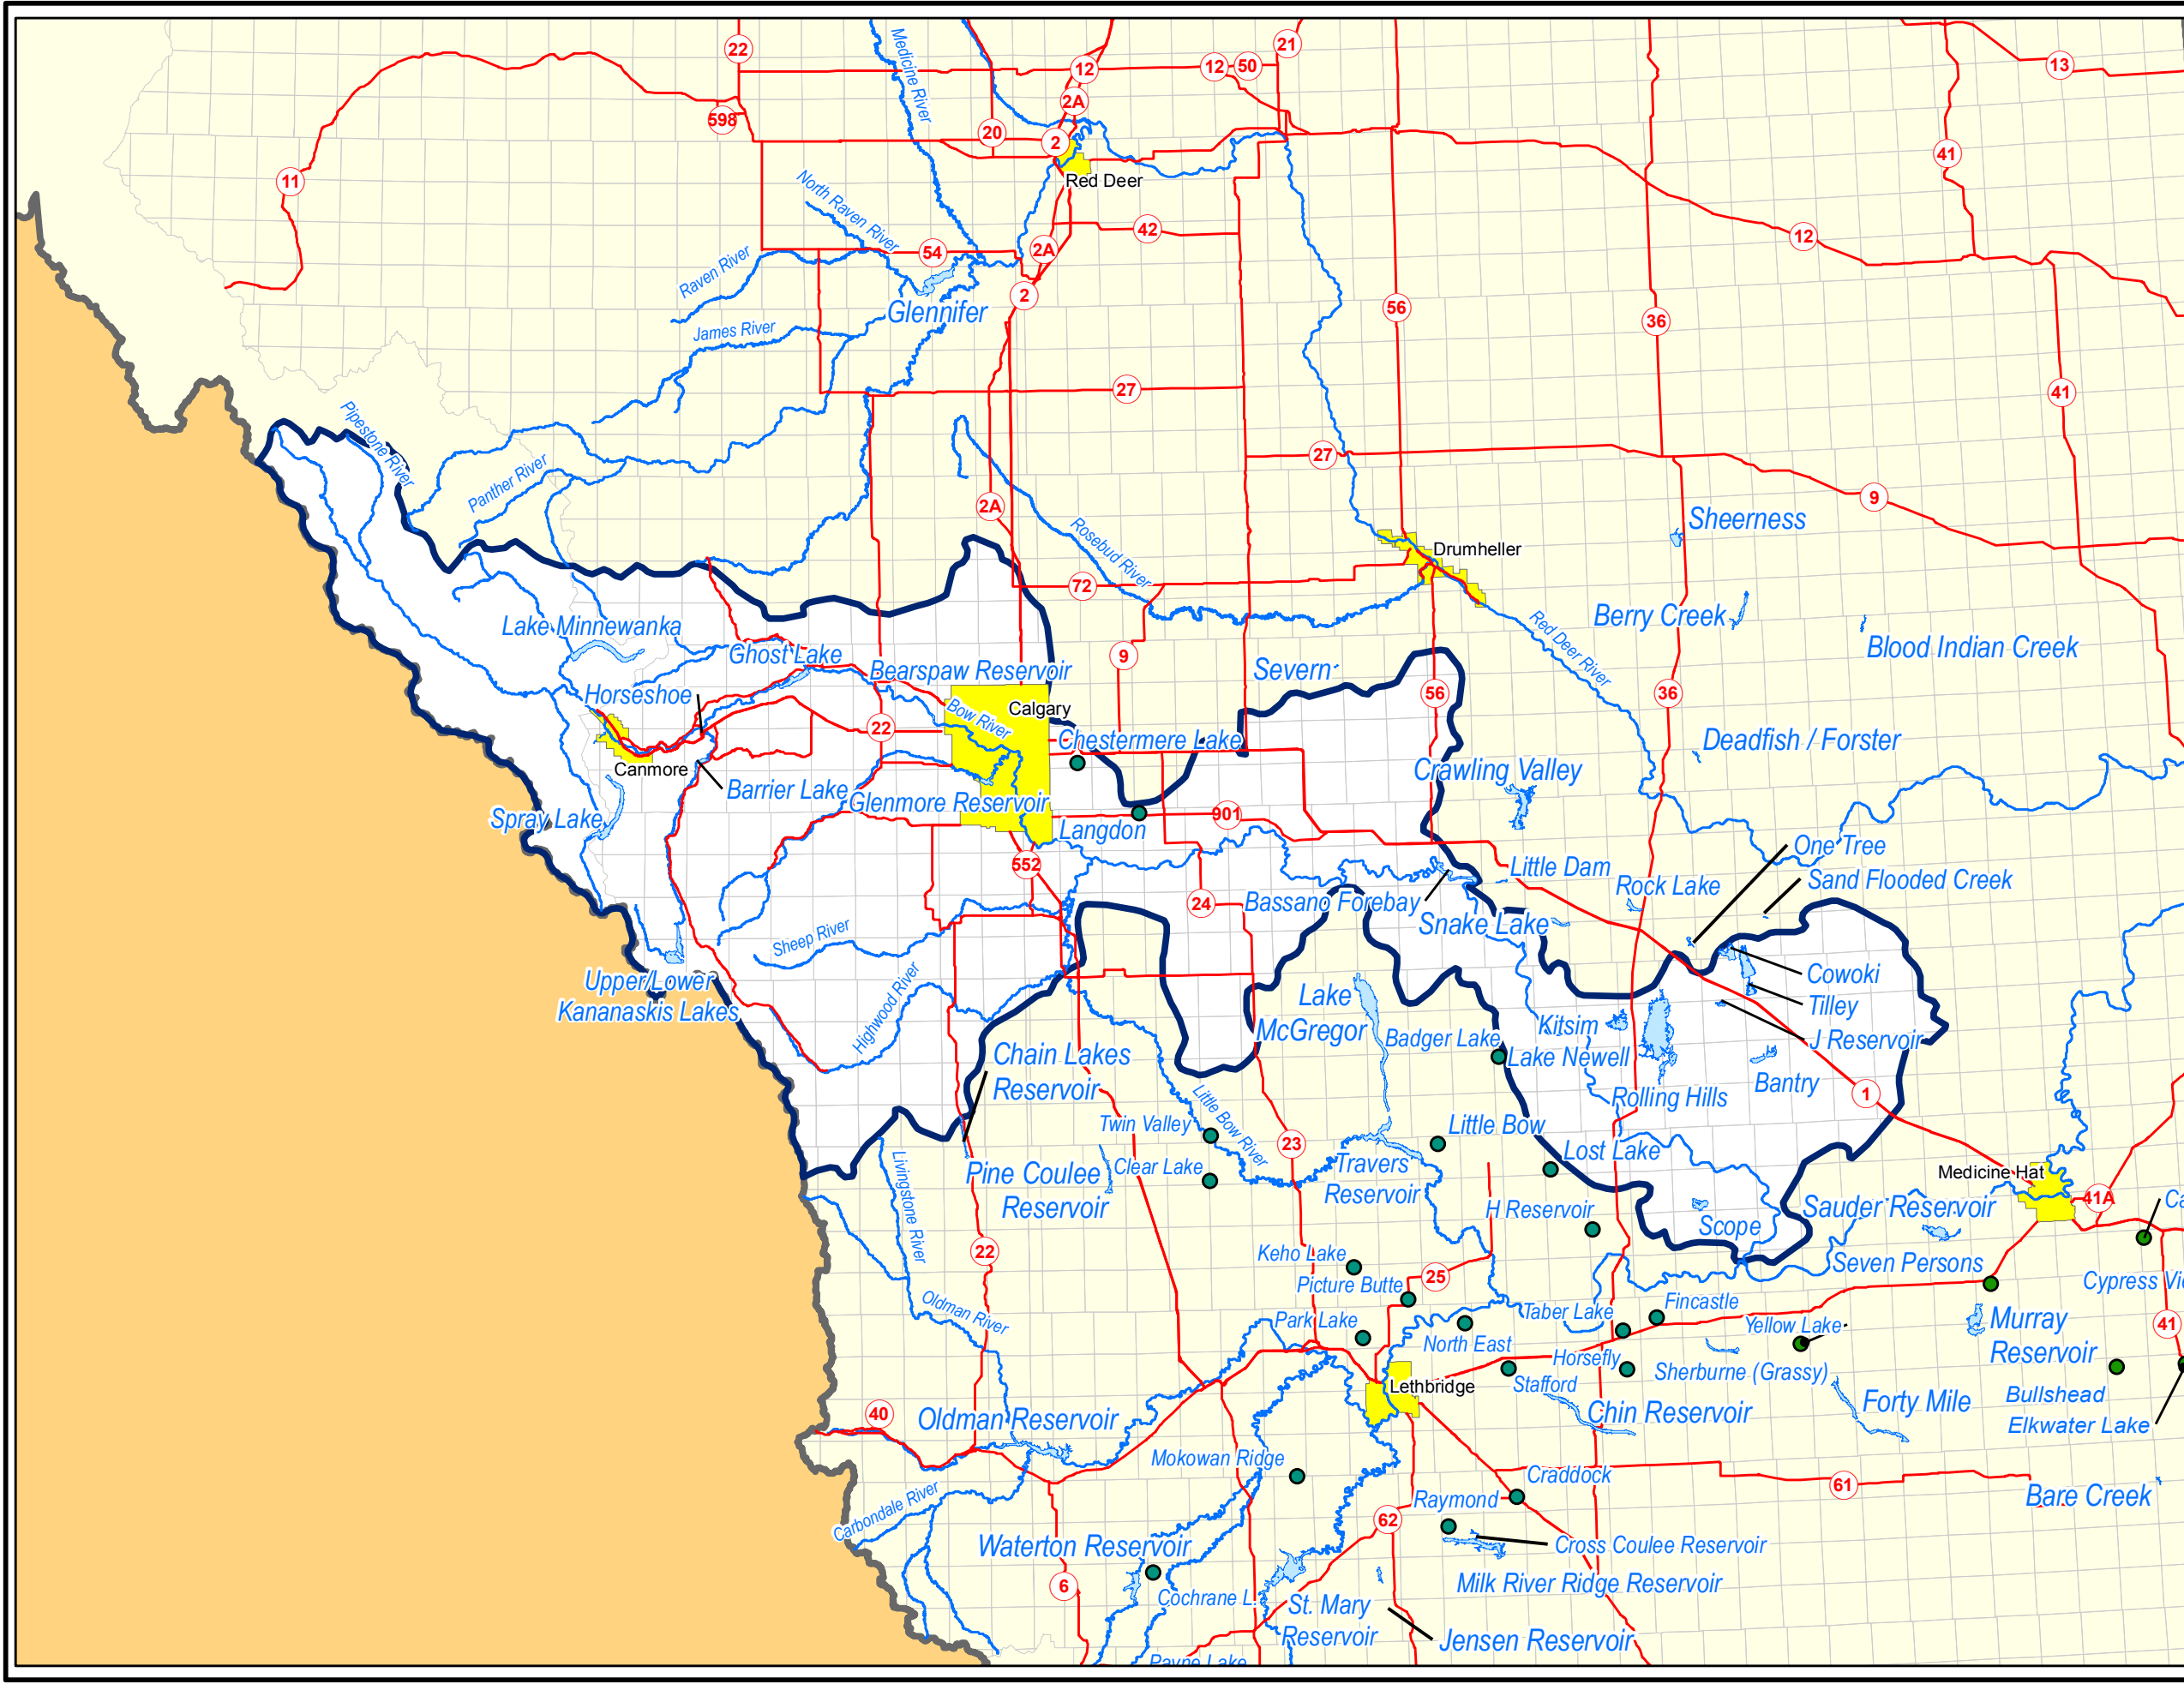 22
21
12
12
50
13
Medicine River
2A
598
20
2
41
11
Red Deer
North Raven River
42
12
54
2A
Raven River
2
56
36
Glennifer
James River
27
41
Pipestone River
27
Panther River
9
2A
Sheerness
Rosebud River
Drumheller
72
Berry Creek
Red Deer River
Blood Indian Creek
Lake Minnewanka
Ghost Lake
9
Bearspaw Reservoir
Severn
Horseshoe
56
36
Calgary
Bow River
22
Chestermere Lake
Deadfish / Forster
Canmore
Crawling Valley
Barrier Lake
Glenmore Reservoir
Spray Lake
901
Langdon
One Tree
552
Little Dam
Sand Flooded Creek
Rock Lake
24
Bassano Forebay
Snake Lake
Sheep River
Cowoki
Upper/Lower
Kananaskis Lakes
Lake
McGregor
Tilley
Highwood River
Kitsim
Badger Lake
J Reservoir
Chain Lakes
Reservoir
Lake Newell
Bantry
Rolling Hills
1
Little Bow River
Twin Valley
Little Bow
23
Lost Lake
Clear Lake
Travers
Reservoir
Medicine Hat
Pine Coulee
Reservoir
Livingstone River
41A
Ca
H Reservoir
Sauder Reservoir
Scope
22
Keho Lake
Seven Persons
25
Picture Butte
Cypress Vi
Oldman River
Fincastle
Taber Lake
Park Lake
Yellow Lake
Murray
Reservoir
41
North East
Horsefly
Sherburne (Grassy)
Stafford
Lethbridge
Bullshead
Forty Mile
40
Oldman Reservoir
Chin Reservoir
Elkwater Lake
Mokowan Ridge
Craddock
61
Raymond
Bare Creek
Carbondale River
62
Waterton Reservoir
Cross Coulee Reservoir
6
Milk River Ridge Reservoir
Cochrane L.
St. Mary
Reservoir
Jensen Reservoir
Payne Lake